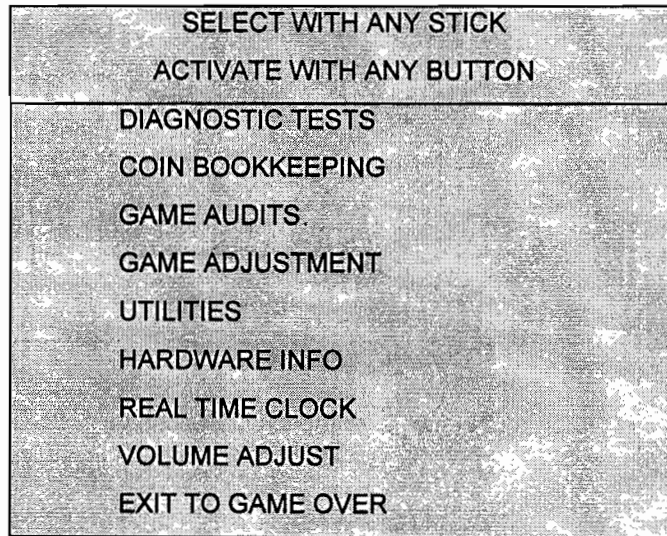 SELECT WITH ANY STICK
ACTIVATE WITH ANY BUTTON
DIAGNOSTIC TESTS
COIN BOOKKEEPING
GAME AUDITS.
GAME ADJUSTMENT
UTILITIES
HARDWARE INFO
REAL TIME CLOCK
VOLUME ADJUST
EXIT TO GAME OVER